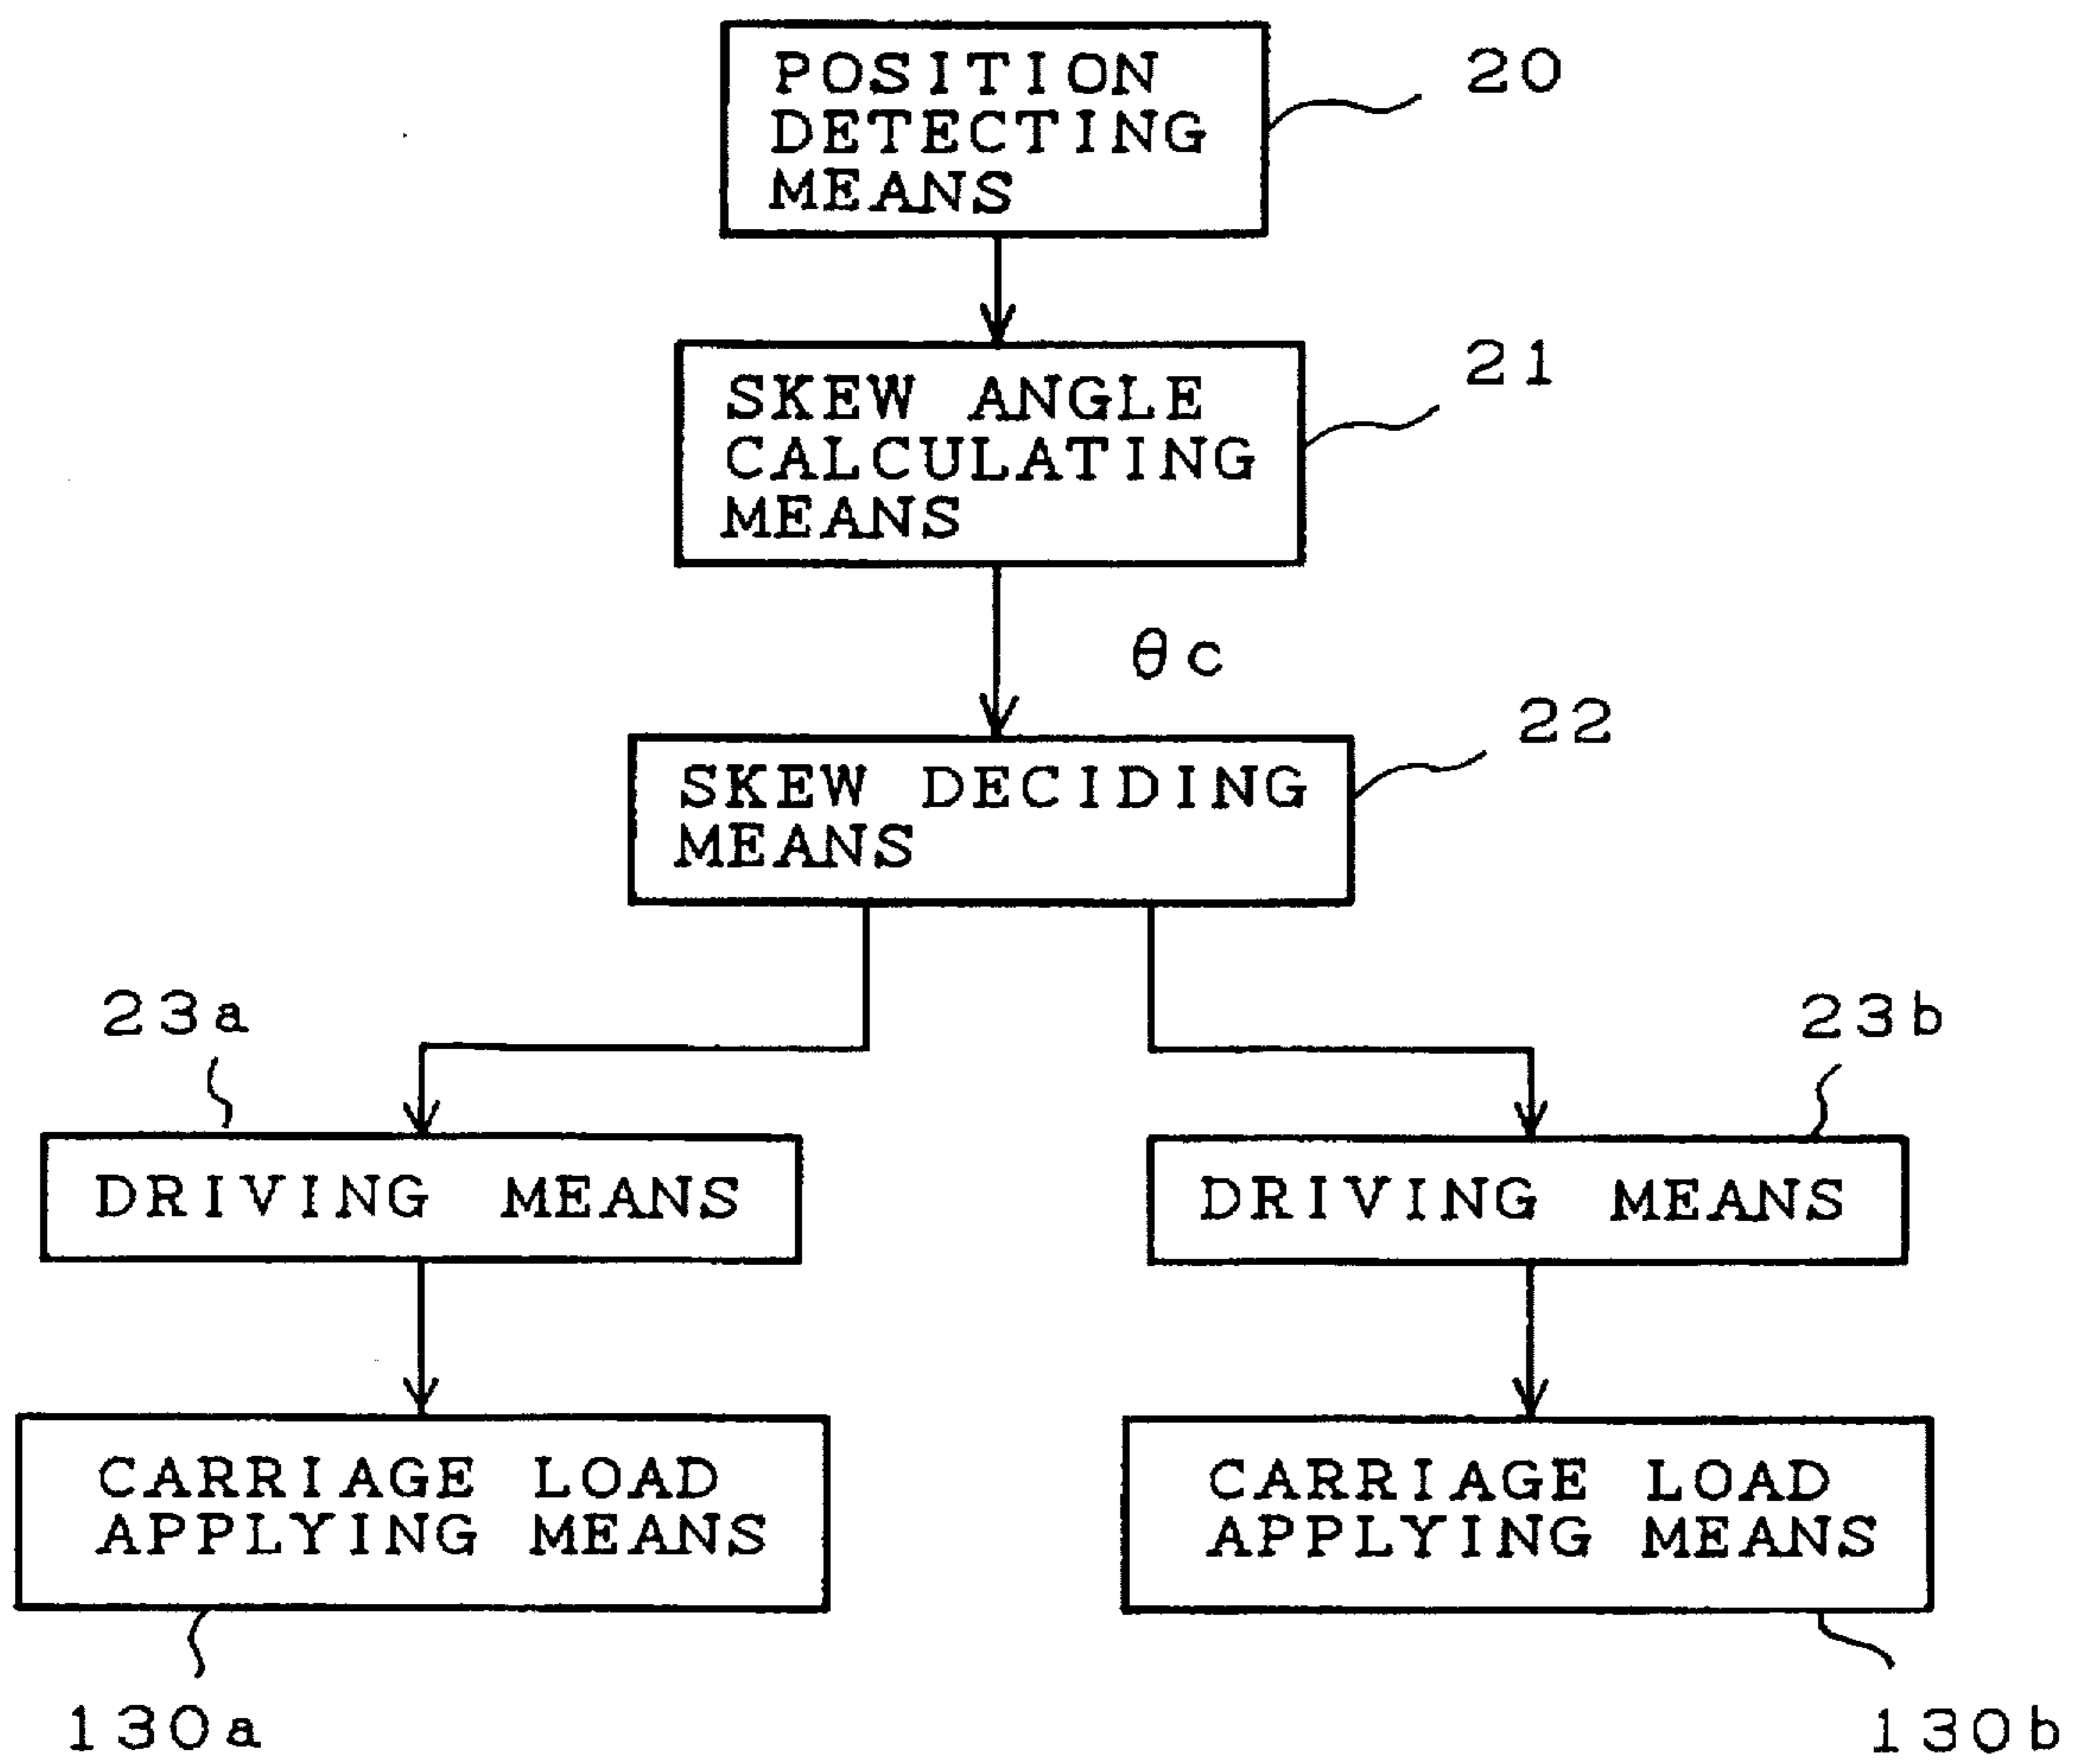 POSITION
DETECTING
MEANS
20
SKEW ANGLE
CALCULATING
MEANS
21
θc
22
SKEW DECIDING
MEANS
23a
23b
DRIVING MEANS
DRIVING MEANS
CARRIAGE LOAD
APPLYING MEANS
CARRIAGE LOAD
APPLYING MEANS
130a
130b